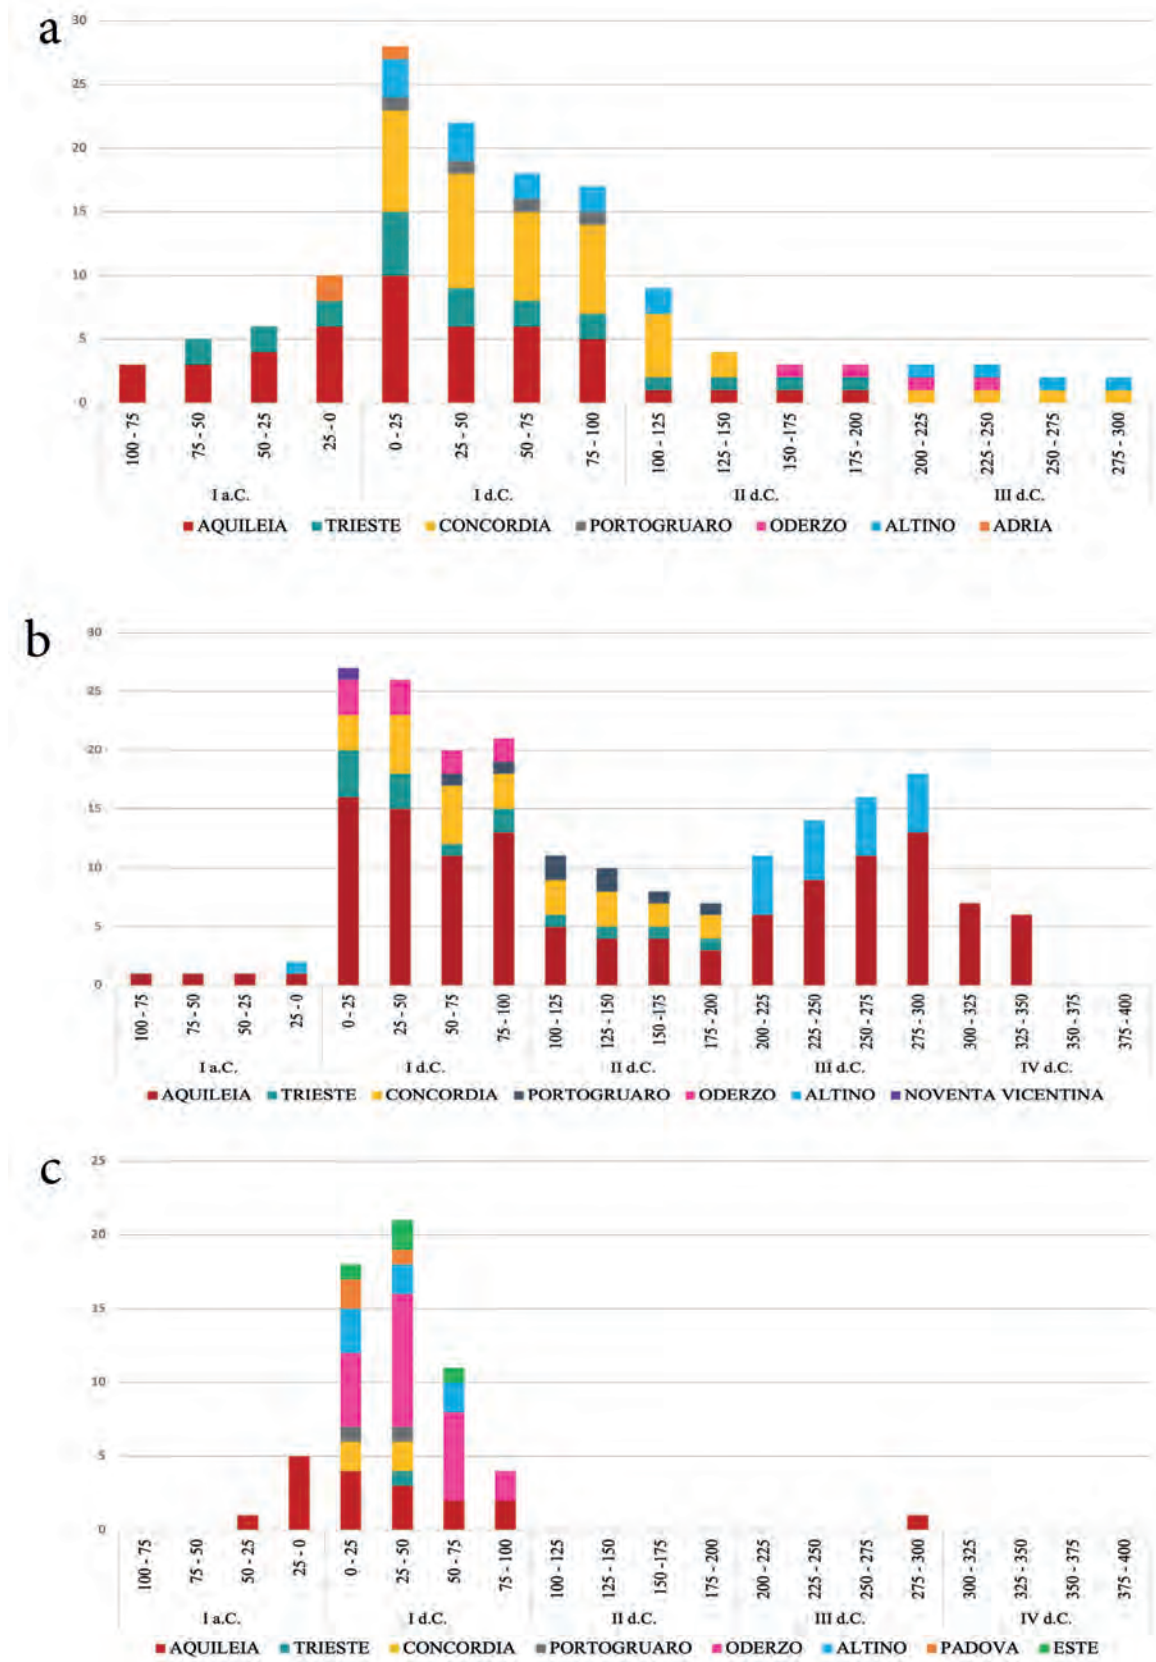 a
30
25
20
15
10
5
0
100 - 75
75 - 50
50 - 25
25 - 0
0 - 25
25 - 50
50 - 75
75 - 100
100 - 125
125 - 150
150 -175
175 - 200
200 - 225
225 - 250
250 - 275
275 - 300
I a.C. I d.C. II d.C. III d.C.
AQUILEIA TRIESTE CONCORDIA PORTOGRUARO ODERZO ALTINO ADRIA
b
30
25
20
15
10
5
0
100 - 75
75 - 50
50 - 25
25 - 0
0 - 25
25 - 50
50 - 75
75 - 100
100 - 125
125 - 150
150 -175
175 - 200
200 - 225
225 - 250
250 - 275
275 - 300
300 - 325
325 - 350
350 - 375
375 - 400
I a.C. I d.C. II d.C. III d.C. IV d.C.
AQUILEIA TRIESTE CONCORDIA PORTOGRUARO ODERZO ALTINO NOVENTA VICENTINA
c
25
20
15
10
5
0
100 - 75
75 - 50
50 - 25
25 - 0
0 - 25
25 - 50
50 - 75
75 - 100
100 - 125
125 - 150
150 -175
175 - 200
200 - 225
225 - 250
250 - 275
275 - 300
300 - 325
325 - 350
350 - 375
375 - 400
I a.C. I d.C. II d.C. III d.C. IV d.C.
AQUILEIA TRIESTE CONCORDIA PORTOGRUARO ODERZO ALTINO PADOVA ESTE